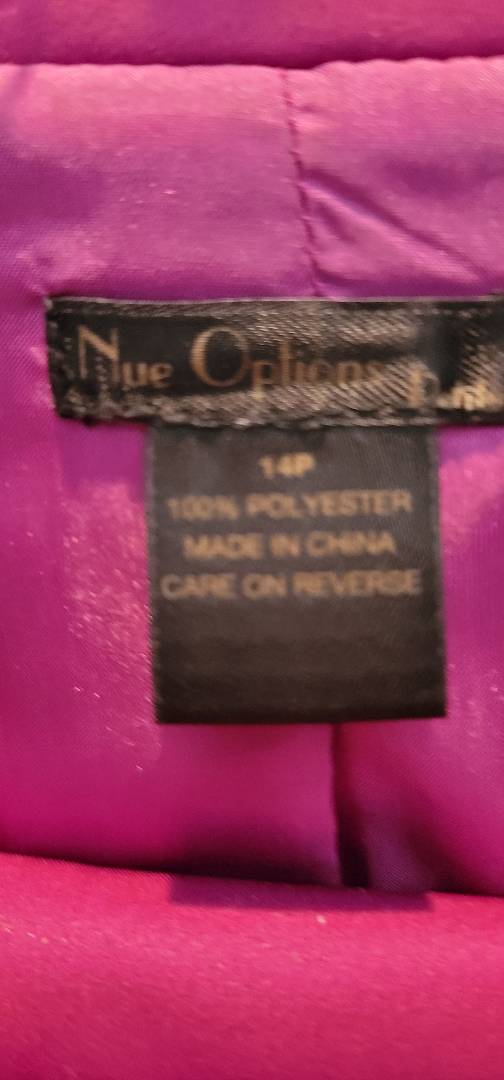 Nue Options
14P
100% POLYESTER
MADE IN CHINA
CARE ON REVERSE